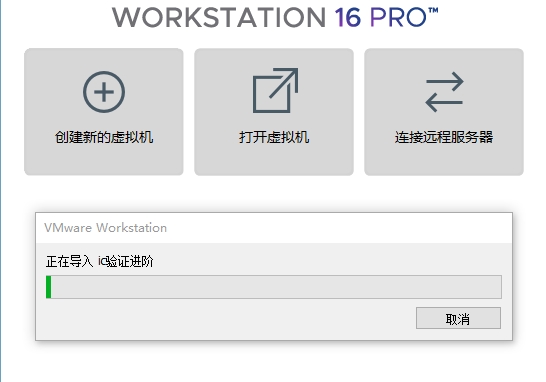 WORKSTATION 16 PRO™
创建新的虚拟机
打开虚拟机
连接远程服务器
VMware Workstation
正在导入 ic验证进阶
取消